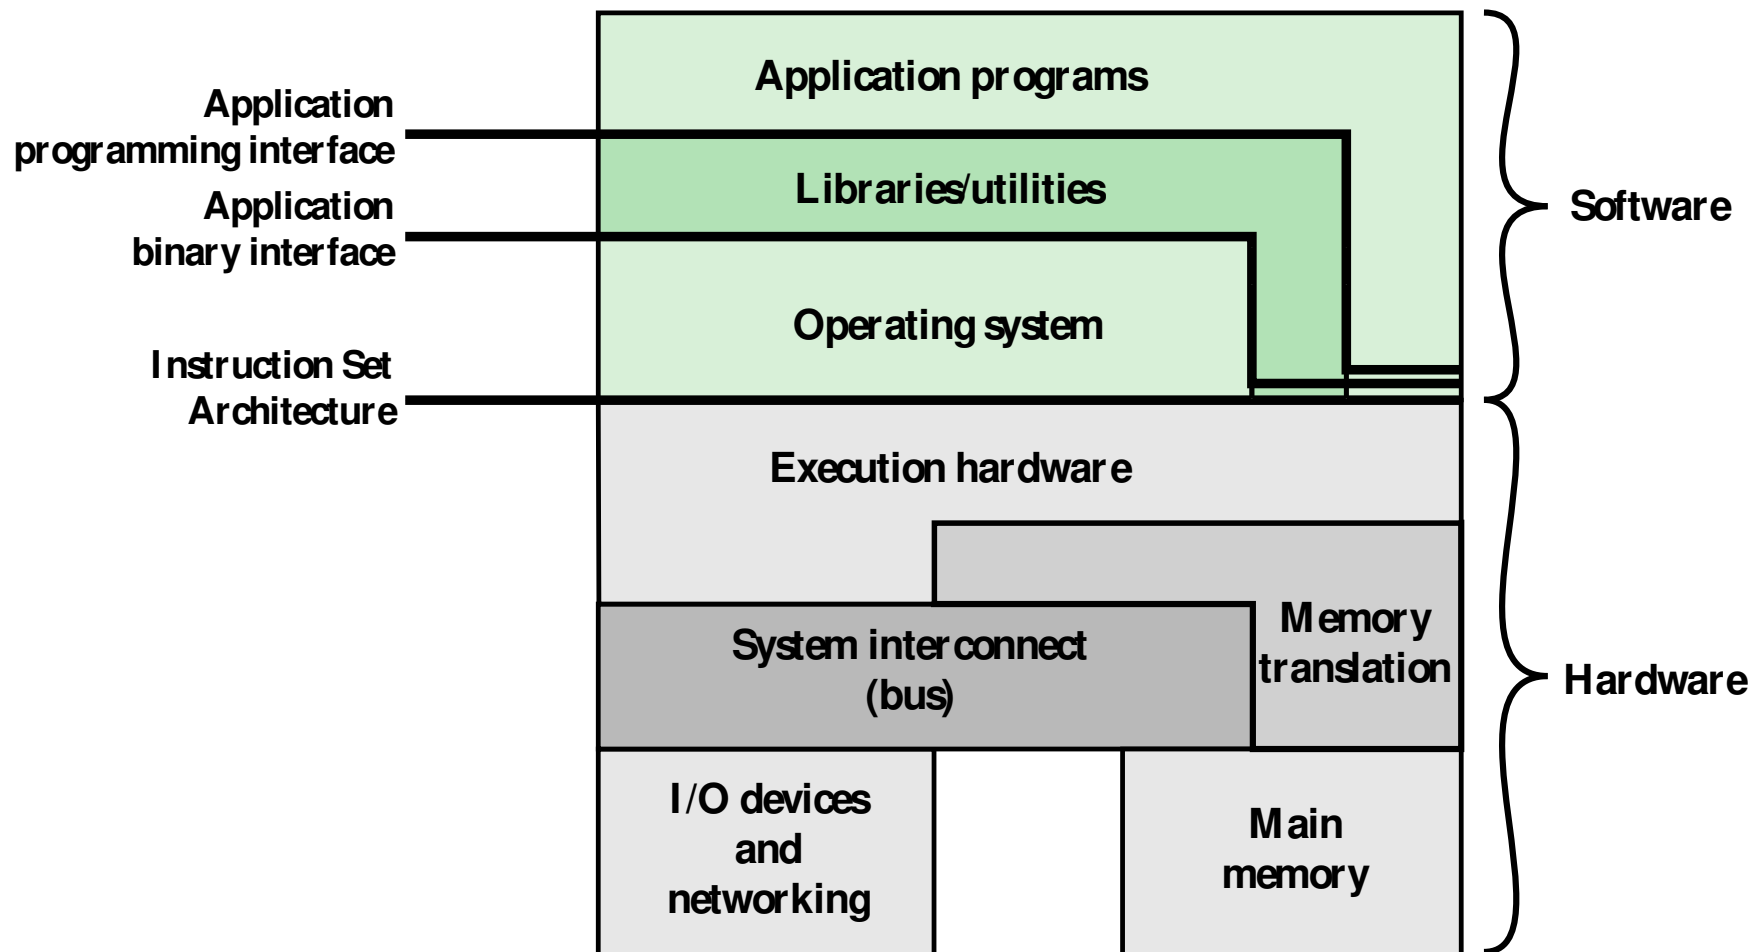 Application programs
Application
programming interface
Libraries/utilities
Application
binary interface
Software
Operating system
Instruction Set
Architecture
Execution hardware
Memory
translation
System interconnect
(bus)
Hardware
I/O devices
and
networking
Main
memory